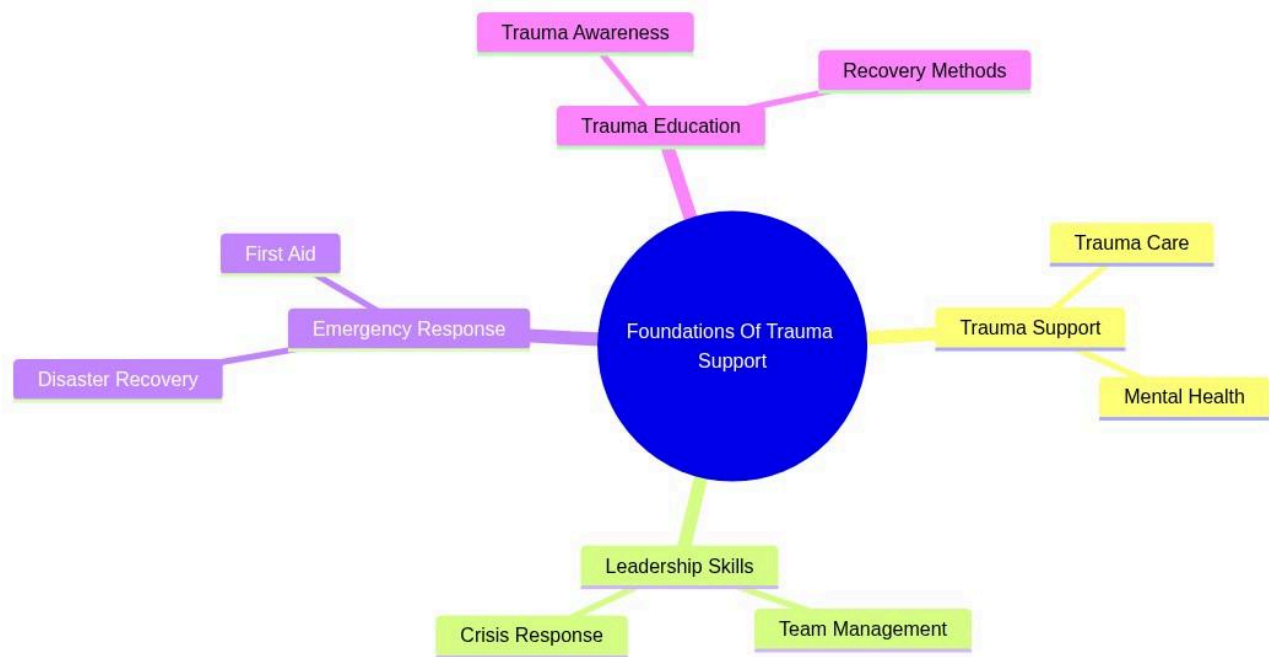 Trauma Awareness
Recovery Methods
Trauma Education
First Aid
Trauma Care
Emergency Response
Foundations Of Trauma
Support
Trauma Support
Disaster Recovery
Mental Health
Leadership Skills
Crisis Response
Team Management